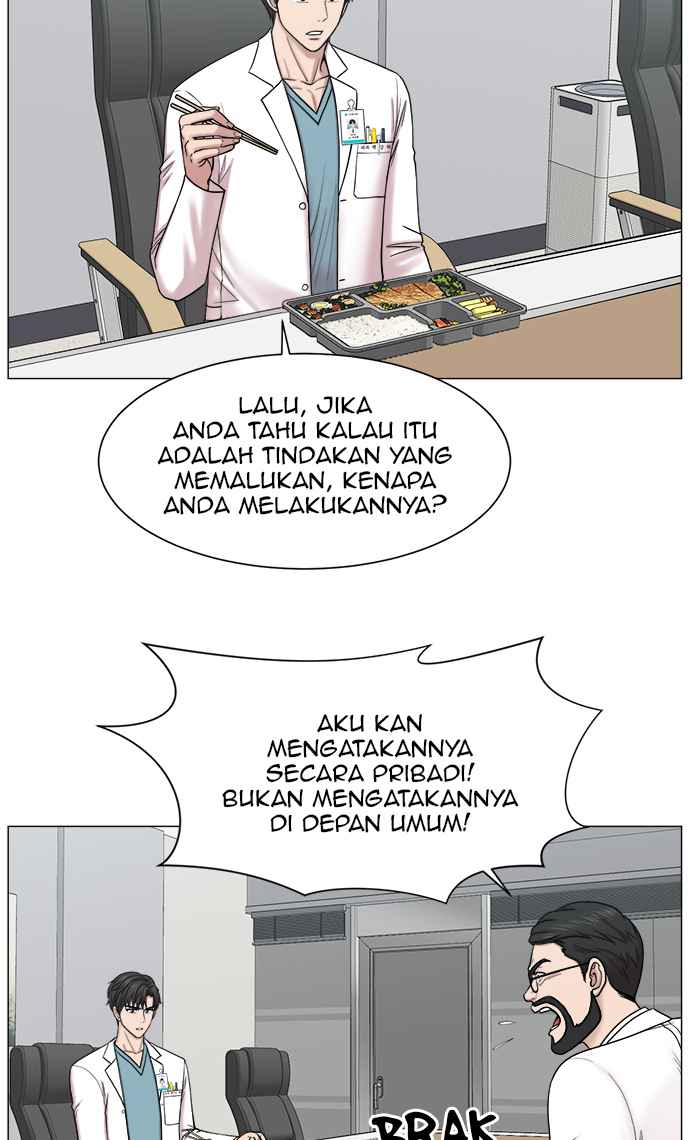 LALU, JIKA
ANDA TAHU KALAU ITU
ADALAH TINDAKAN YANG
MEMALUKAN, KENAPA
ANDA MELAKUKANNYA?
AKU KAN
MENGATAKANNYA
SECARA PRIBADI!
BUKAN MENGATAKANNYA
DI DEPAN UMUM!
BRAK